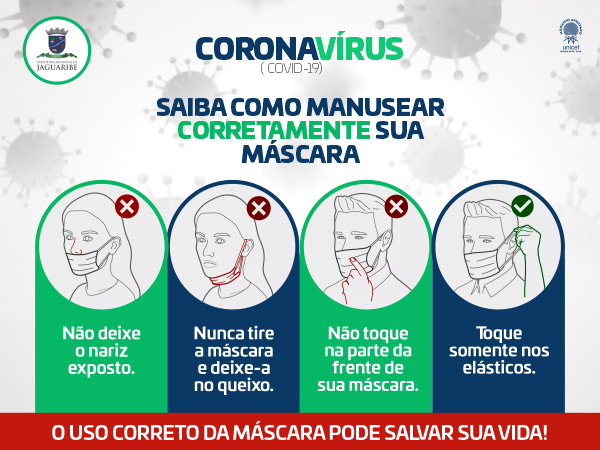 PREFEITURA MUNICIPAL DE
JAGUARIBE
unicef
CORONAVÍRUS
( COVID-19)
SAIBA COMO MANUSEAR
CORRETAMENTE SUA
MÁSCARA
Não deixe
o nariz
exposto.
Nunca tire
a máscara
e deixe-a
no queixo.
Não toque
na parte da
frente de
sua máscara.
Toque
somente nos
elásticos.
O USO CORRETO DA MÁSCARA PODE SALVAR SUA VIDA!